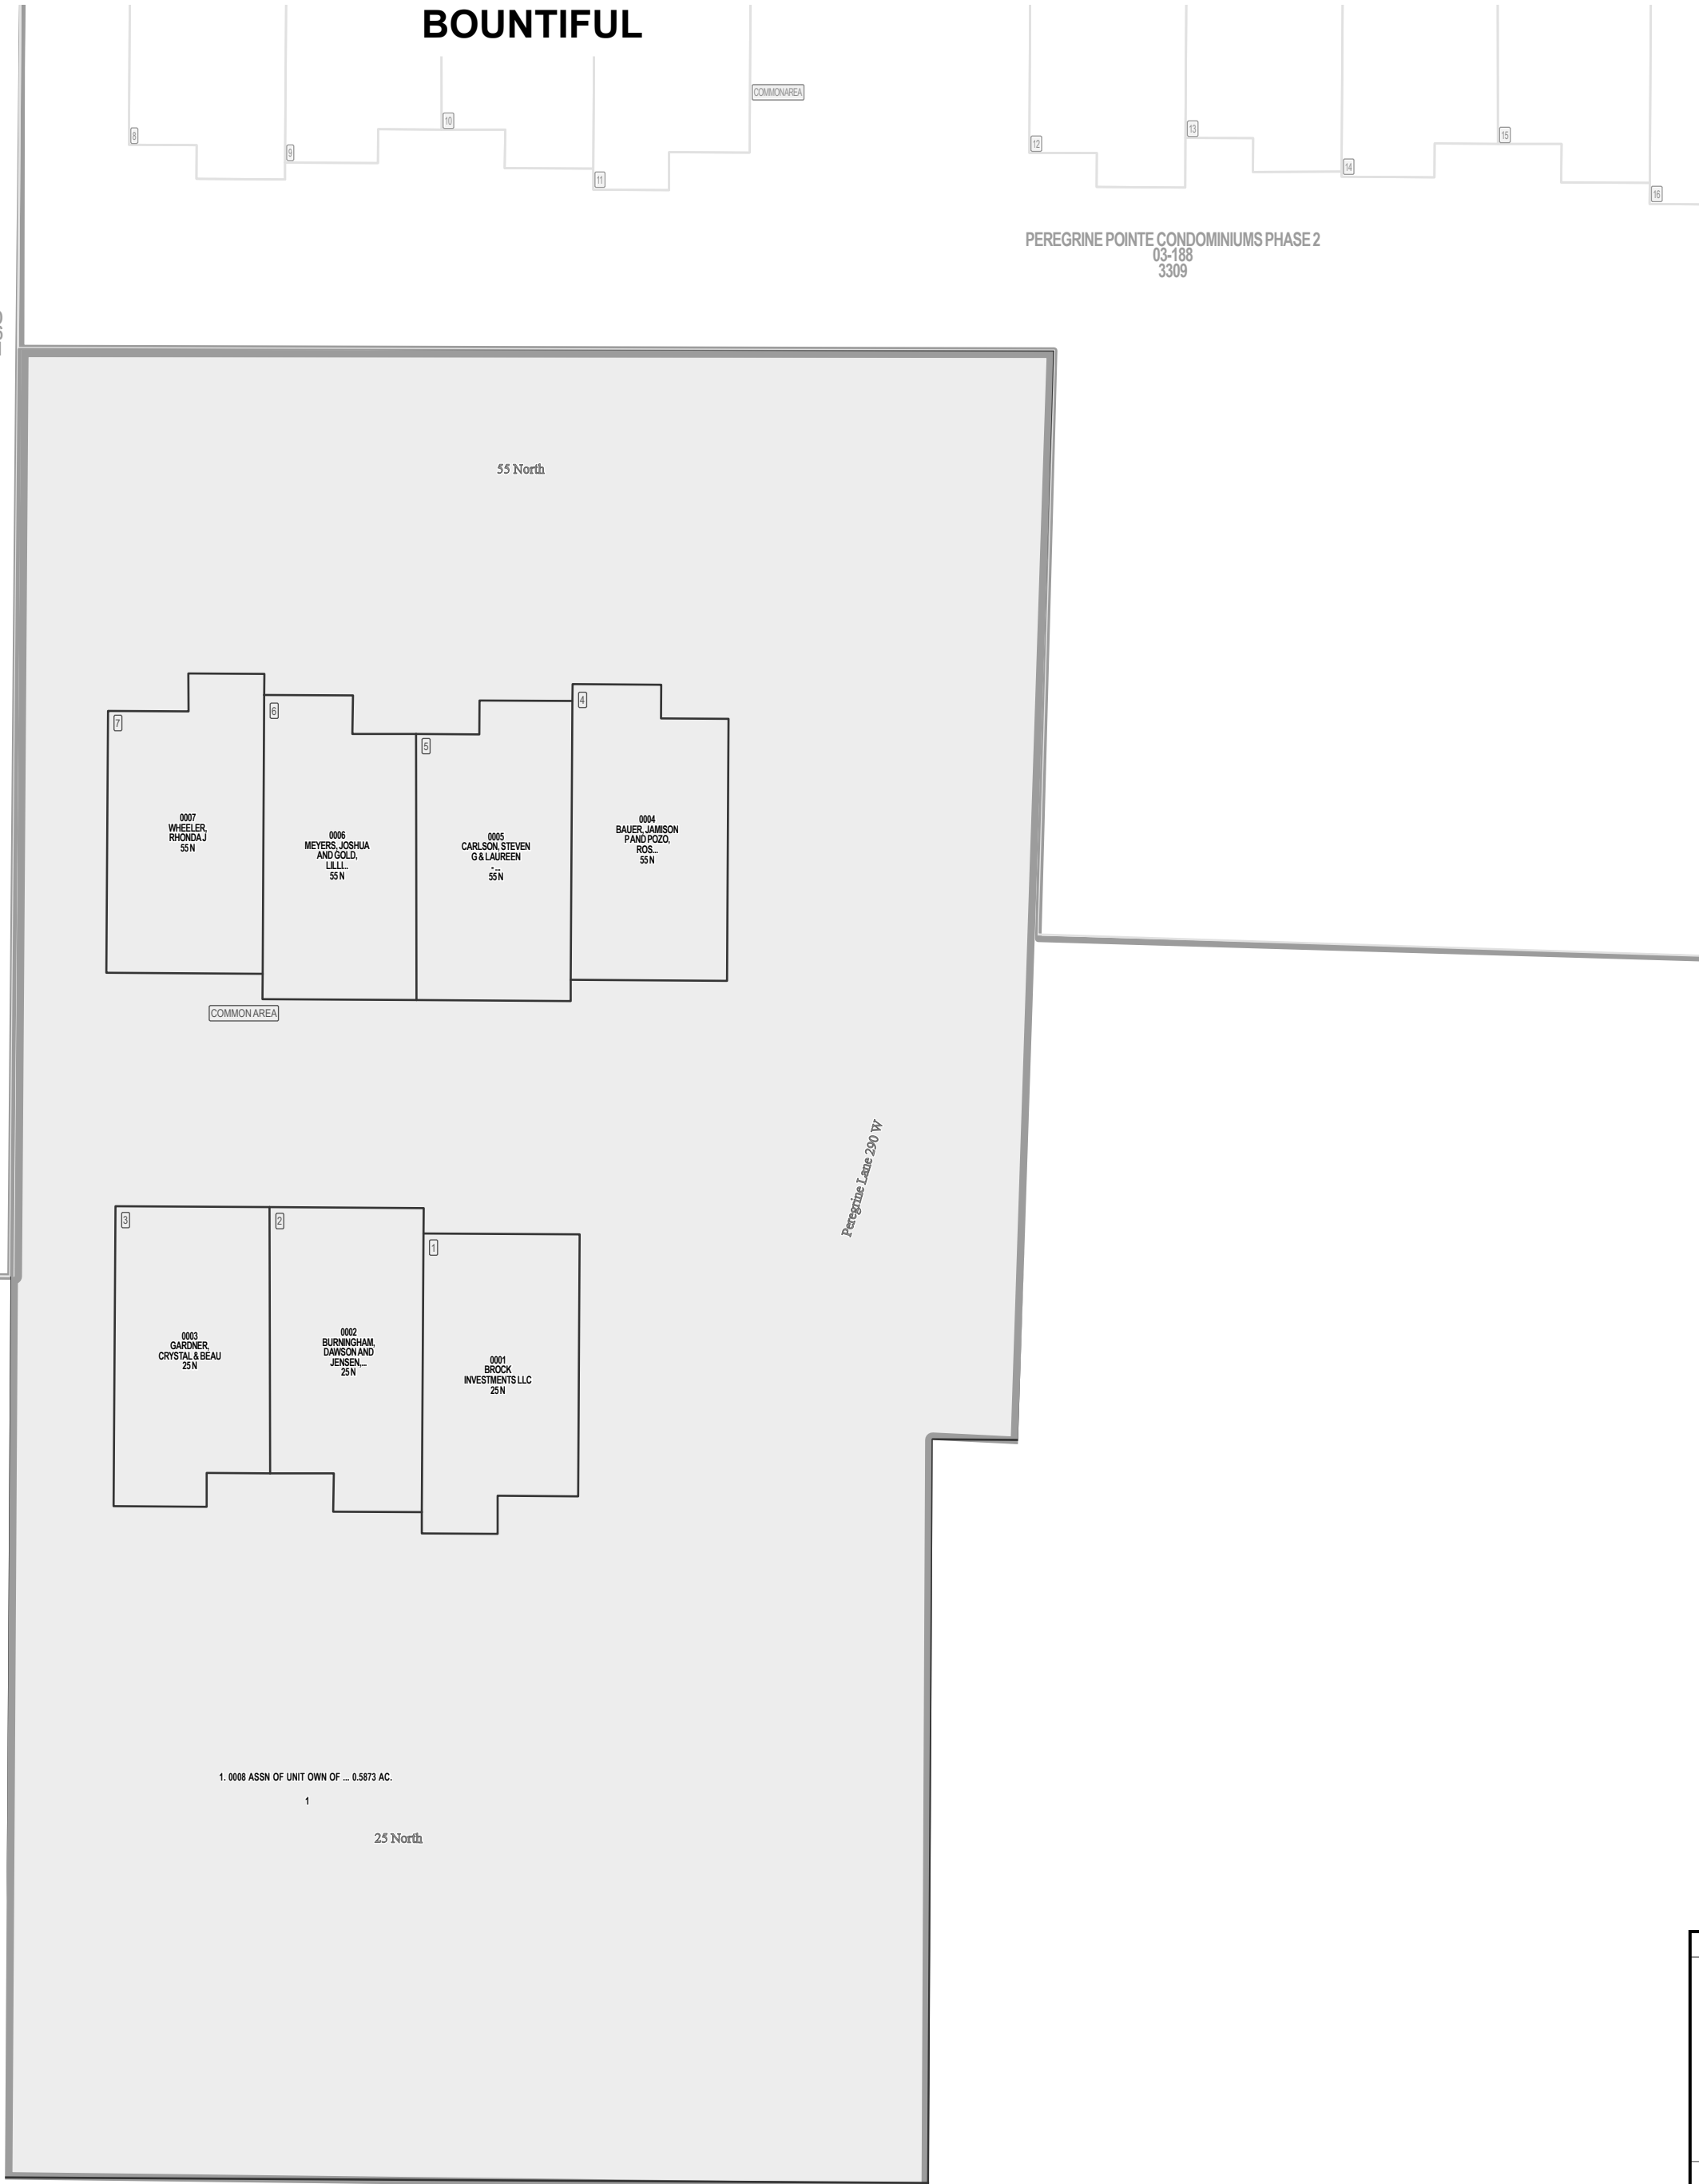 BOUNTIFUL
COMMONAREA
8
9
10
11
12
13
14
15
16
PEREGRINE POINTE CONDOMINIUMS PHASE 2
03-188
3309
55 North
7
6
5
4
0007
WHEELER,
RHONDA J
55 N
0006
MEYERS, JOSHUA
AND GOLD,
LILLI...
55 N
0005
CARLSON, STEVEN
G & LAUREEN
- ...
55 N
0004
BAUER, JAMISON
P AND POZO,
ROS...
55 N
COMMON AREA
Peregrine Lane 290 W
3
2
1
0003
GARDNER,
CRYSTAL & BEAU
25 N
0002
BURNINGHAM,
DAWSON AND
JENSEN,...
25 N
0001
BROCK
INVESTMENTS LLC
25 N
1. 0008 ASSN OF UNIT OWN OF ... 0.5873 AC.
1
25 North